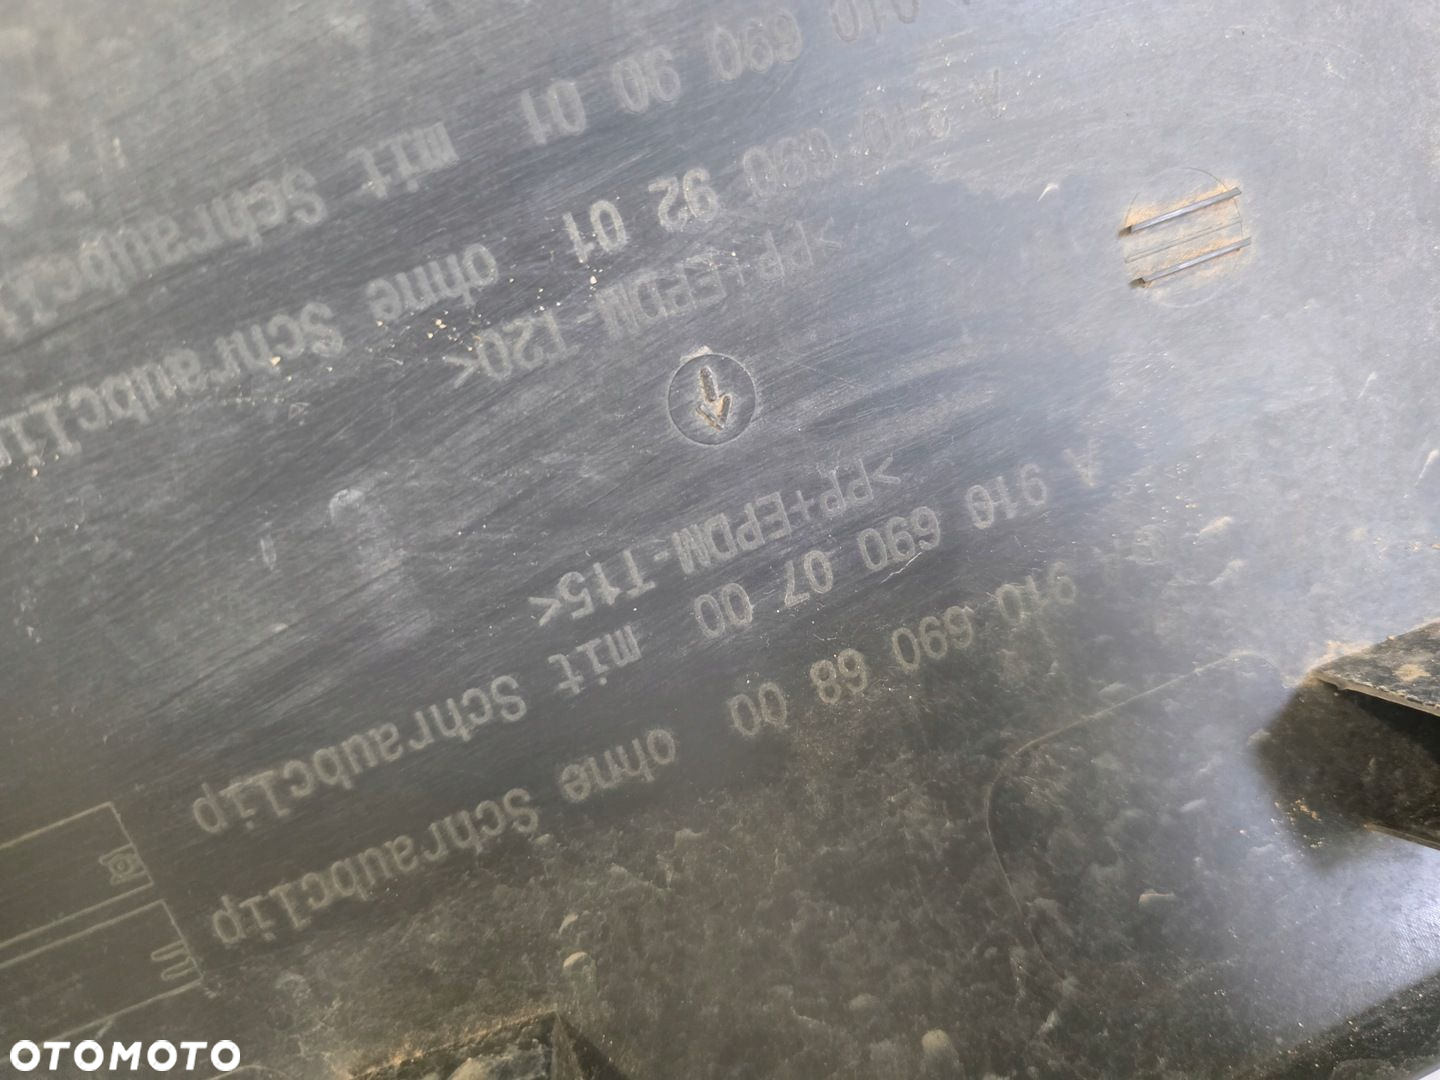 910 690 68 00 ohne Schraubclip
A 910 690 07 00 mit Schraubclip
>PP+EPDM-T15<
>PP+EPDM-T20<
A 910 690 92 01 ohne Schraubclip
910 690 90 01 mit Schraubcli
OTOMOTO